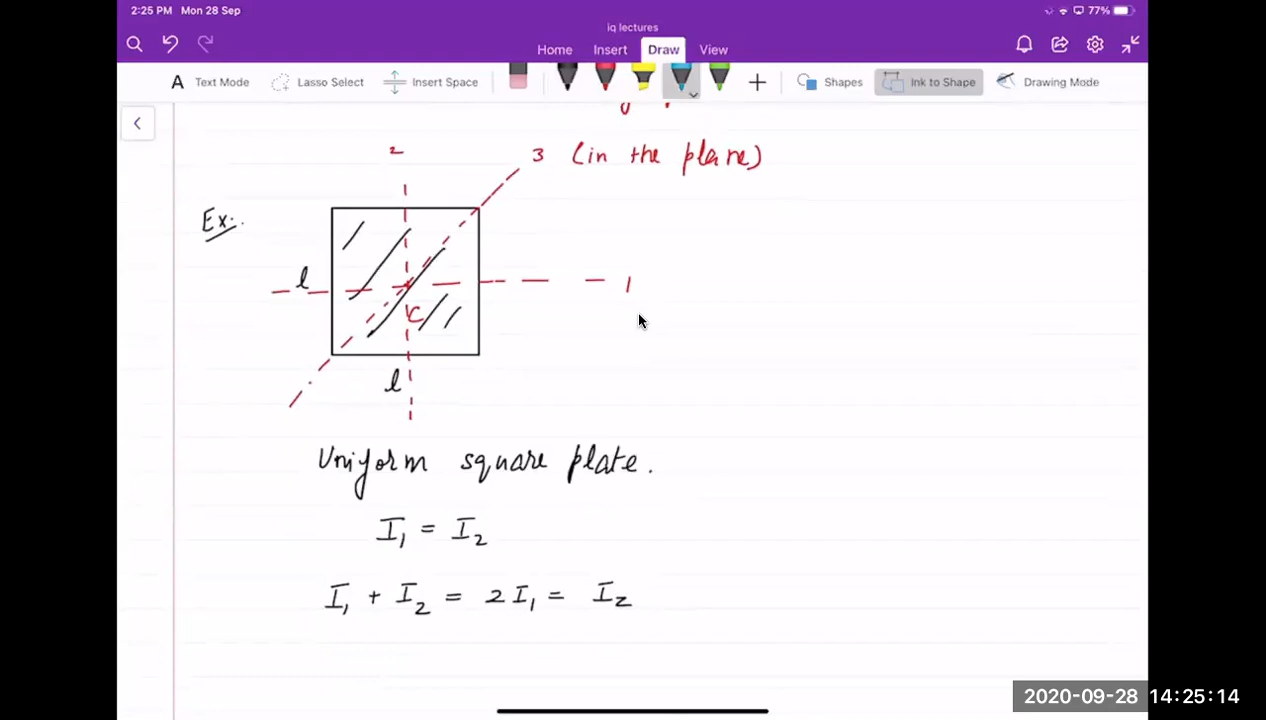 2:25 PM Mon 28 Sep
77%
iq lectures
Home Insert Draw View
Text Mode Lasso Select Insert Space Shapes Ink to Shape Drawing Mode
2
3 (in the plane)
Ex:.
l
1
C
l
Uniform square plate.
I₁ = I₂
I₁ + I₂ = 2I₁ = Iz
2020-09-28 14:25:14